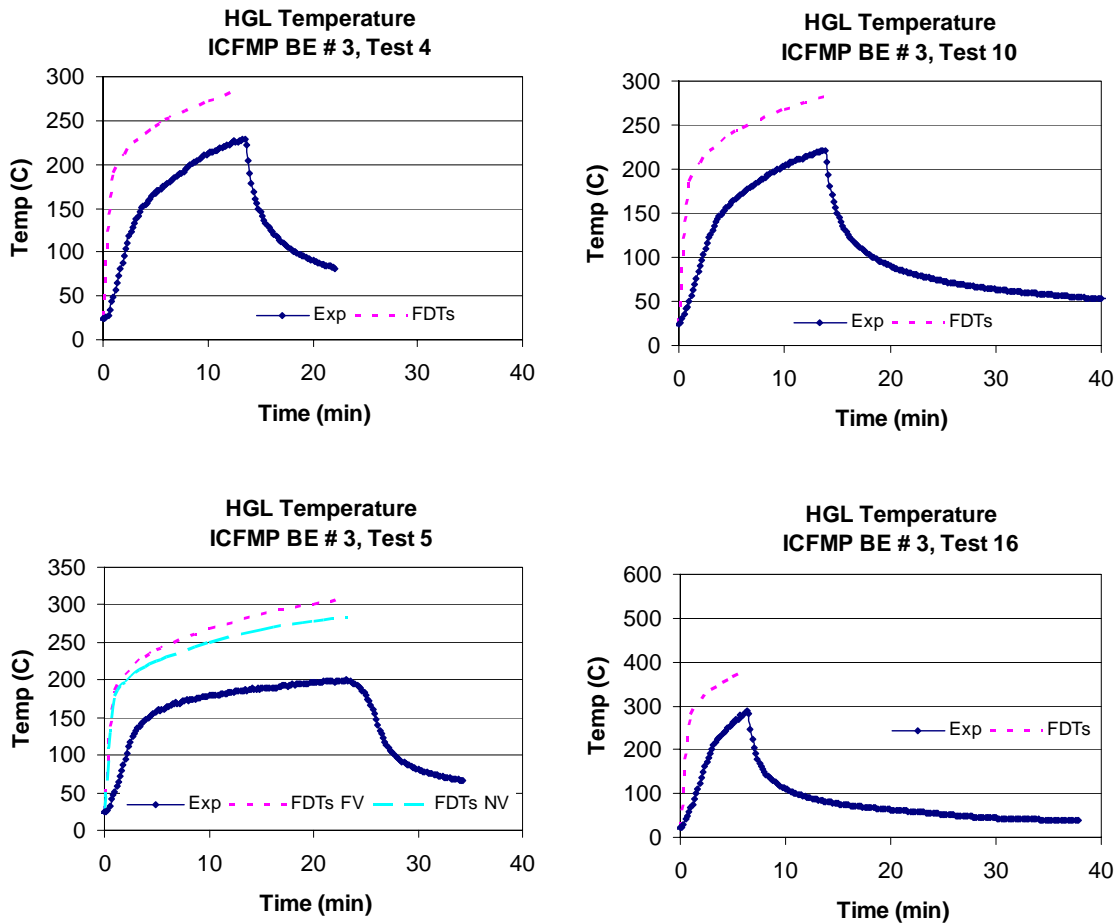 HGL Temperature
ICFMP BE # 3, Test 4
300
250
200
150
100
50
0
Temp (C)
Exp FDTs
0 10 20 30 40
Time (min)
HGL Temperature
ICFMP BE # 3, Test 10
300
250
200
150
100
50
0
Temp (C)
Exp FDTs
0 10 20 30 40
Time (min)
HGL Temperature
ICFMP BE # 3, Test 5
350
300
250
200
150
100
50
0
Temp (C)
Exp FDTs FV FDTs NV
0 10 20 30 40
Time (min)
HGL Temperature
ICFMP BE # 3, Test 16
600
500
400
300
200
100
0
Temp (C)
Exp FDTs
0 10 20 30 40
Time (min)